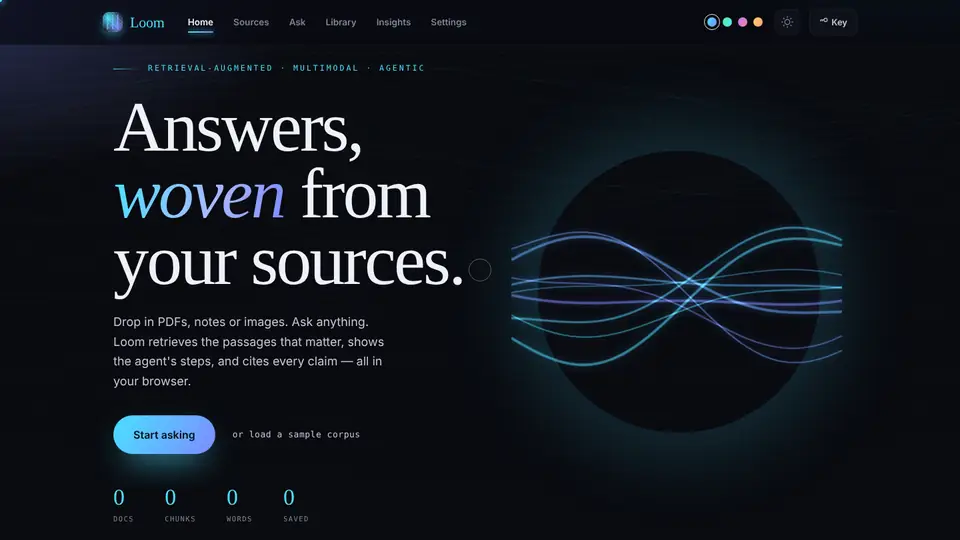 Loom Home Sources Ask Library Insights Settings Key
RETRIEVAL-AUGMENTED · MULTIMODAL · AGENTIC
Answers,
woven from
your sources.
Drop in PDFs, notes or images. Ask anything.
Loom retrieves the passages that matter, shows
the agent's steps, and cites every claim — all in
your browser.
Start asking or load a sample corpus
0 0 0 0
DOCS CHUNKS WORDS SAVED